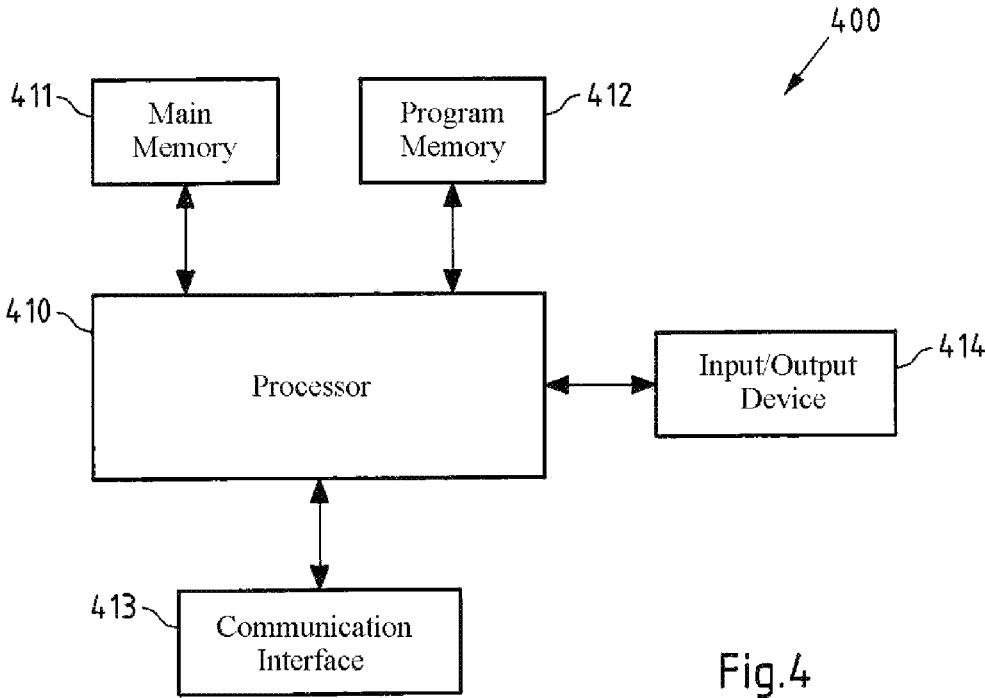 400
411
Main
Memory
Program
Memory
412
410
Processor
Input/Output
Device
414
413
Communication
Interface
Fig.4